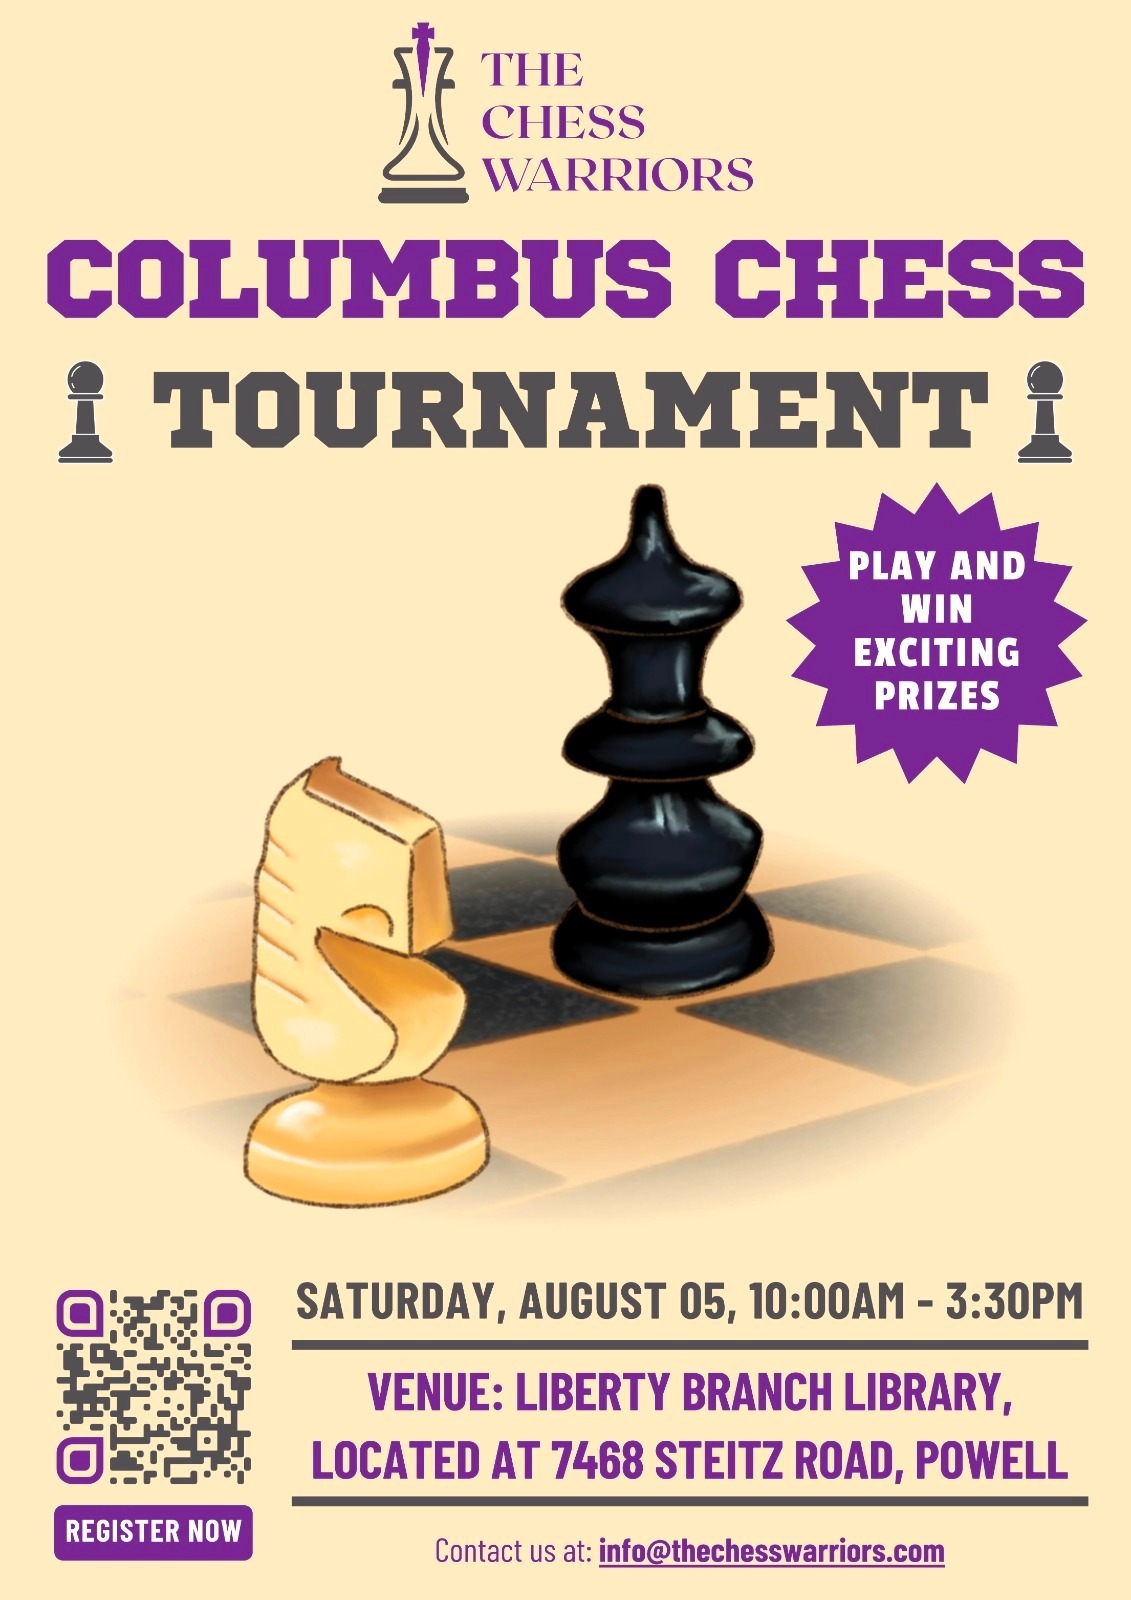 THE
CHESS
WARRIORS
COLUMBUS CHESS
TOURNAMENT
PLAY AND
WIN
EXCITING
PRIZES
SATURDAY, AUGUST 05, 10:00AM - 3:30PM
VENUE: LIBERTY BRANCH LIBRARY,
LOCATED AT 7468 STEITZ ROAD, POWELL
REGISTER NOW
Contact us at: info@thechesswarriors.com